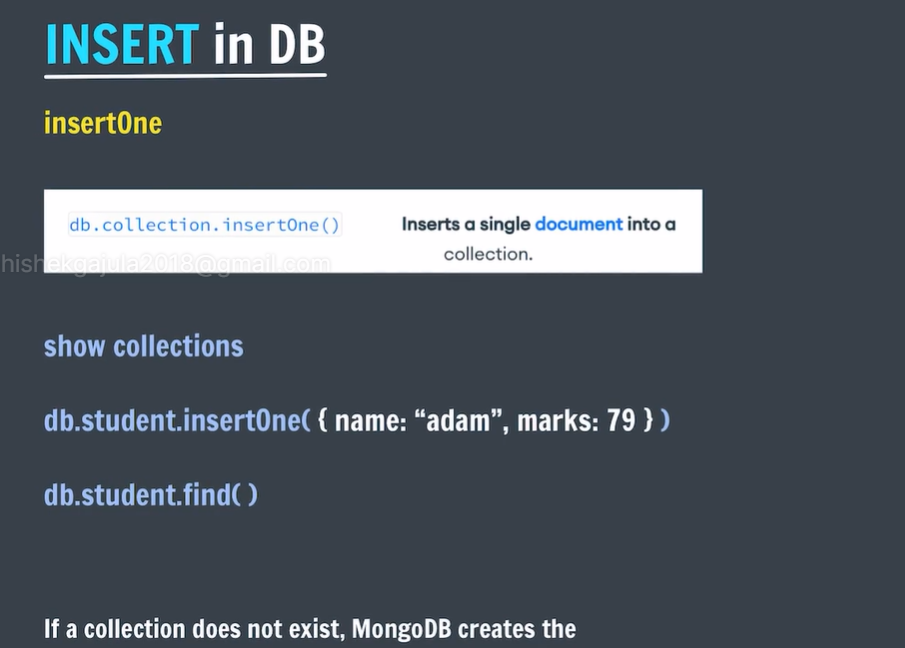 INSERT in DB
insertOne
db.collection.insertOne() Inserts a single document into a
collection.
hishekgajula2018@gmail.com
show collections
db.student.insertOne( { name: “adam”, marks: 79 } )
db.student.find( )
If a collection does not exist, MongoDB creates the